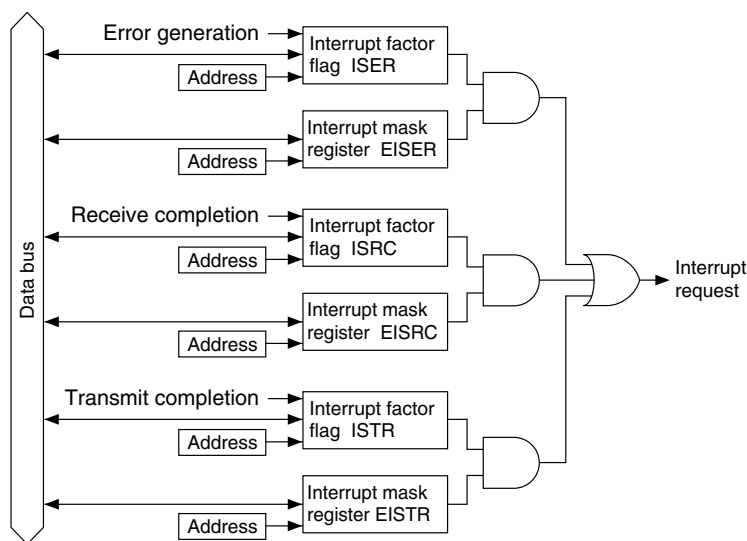 Data bus
Error generation
Interrupt factor
flag ISER
Address
Interrupt mask
register EISER
Address
Receive completion
Interrupt factor
flag ISRC
Address
Interrupt mask
register EISRC
Address
Transmit completion
Interrupt factor
flag ISTR
Address
Interrupt mask
register EISTR
Address
Interrupt
request